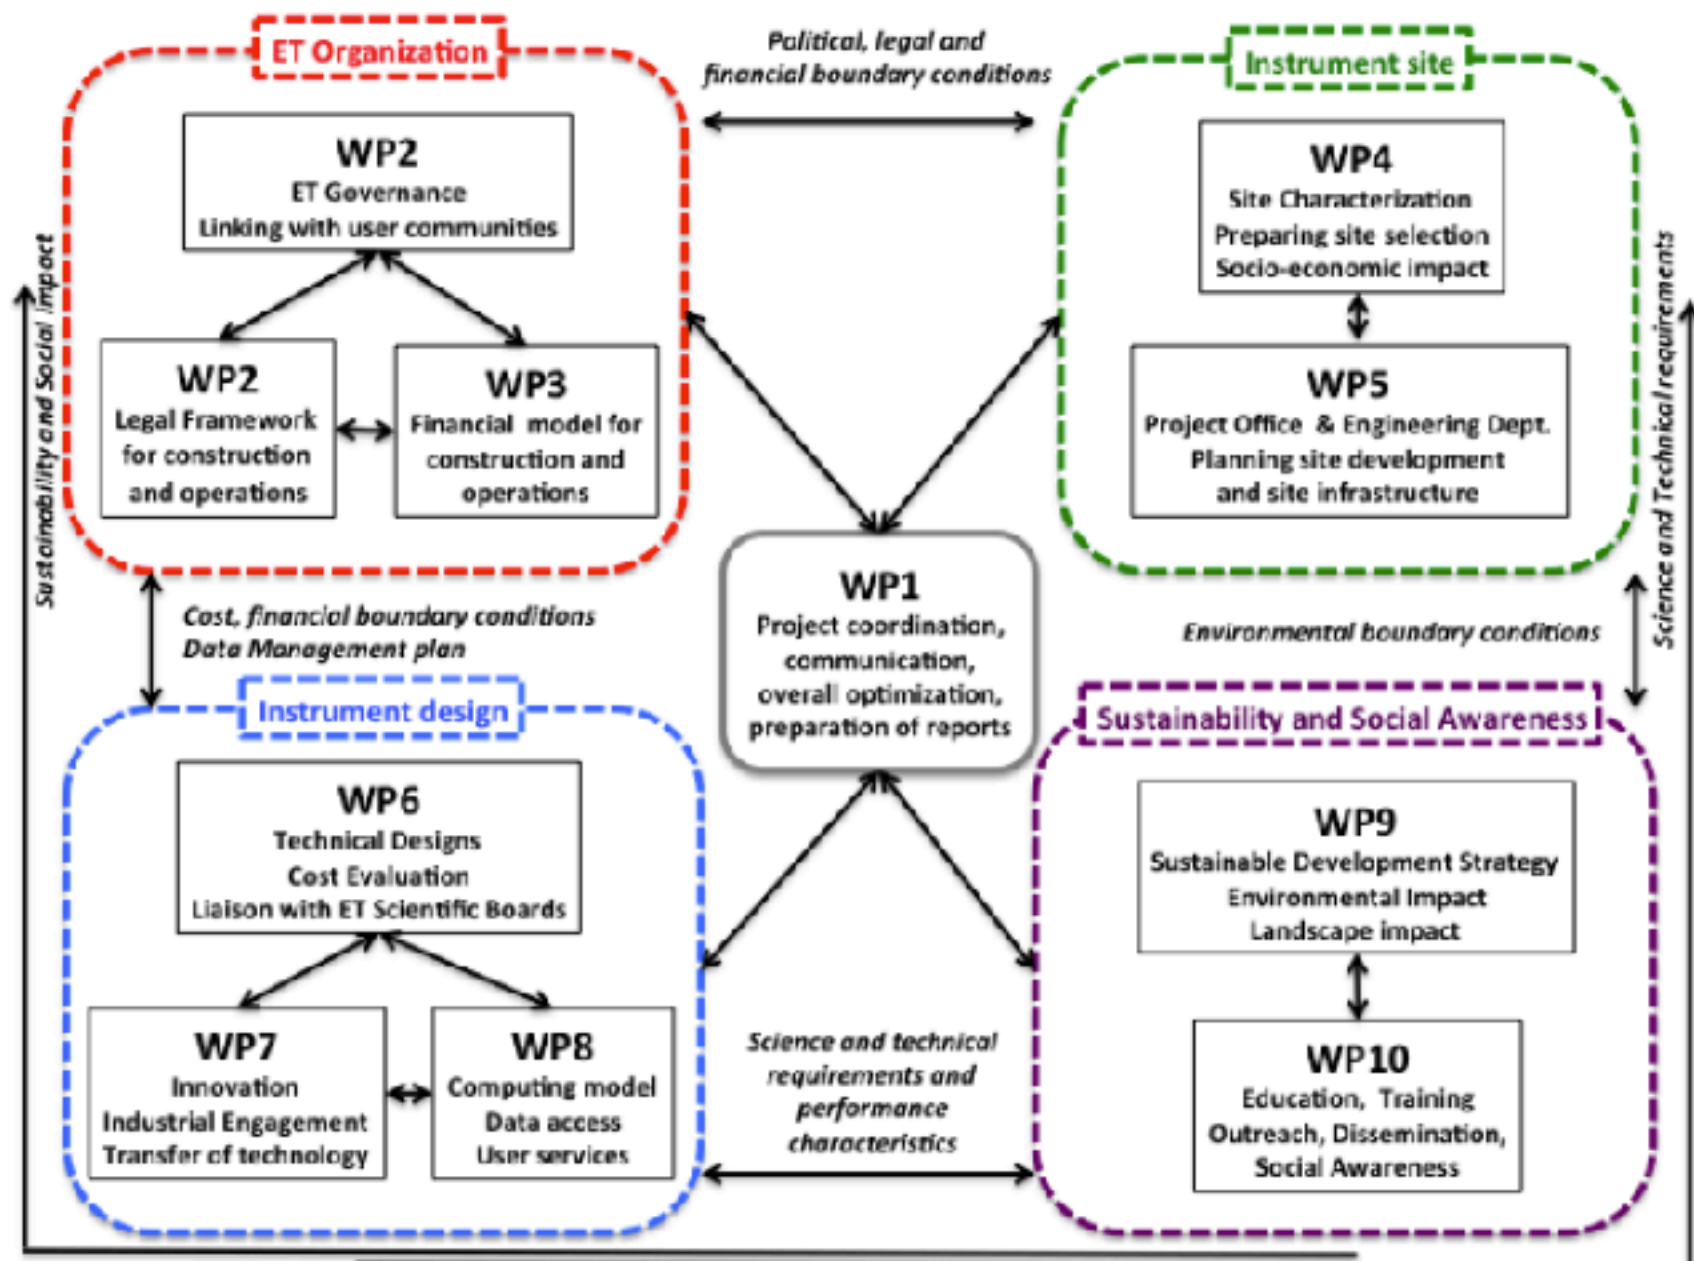 ET Organization
WP2
ET Governance
Linking with user communities
WP2
Legal Framework
for construction
and operations
WP3
Financial model for
construction and
operations
Political, legal and
financial boundary conditions
Instrument site
WP4
Site Characterization
Preparing site selection
Socio-economic impact
WP5
Project Office & Engineering Dept.
Planning site development
and site infrastructure
Sustainability and Social Impact
Science and Technical requirements
Cost, financial boundary conditions
Data Management plan
WP1
Project coordination,
communication,
overall optimization,
preparation of reports
Environmental boundary conditions
Instrument design
WP6
Technical Designs
Cost Evaluation
Liaison with ET Scientific Boards
WP7
Innovation
Industrial Engagement
Transfer of technology
WP8
Computing model
Data access
User services
Science and technical
requirements and
performance
characteristics
Sustainability and Social Awareness
WP9
Sustainable Development Strategy
Environmental Impact
Landscape impact
WP10
Education, Training
Outreach, Dissemination,
Social Awareness